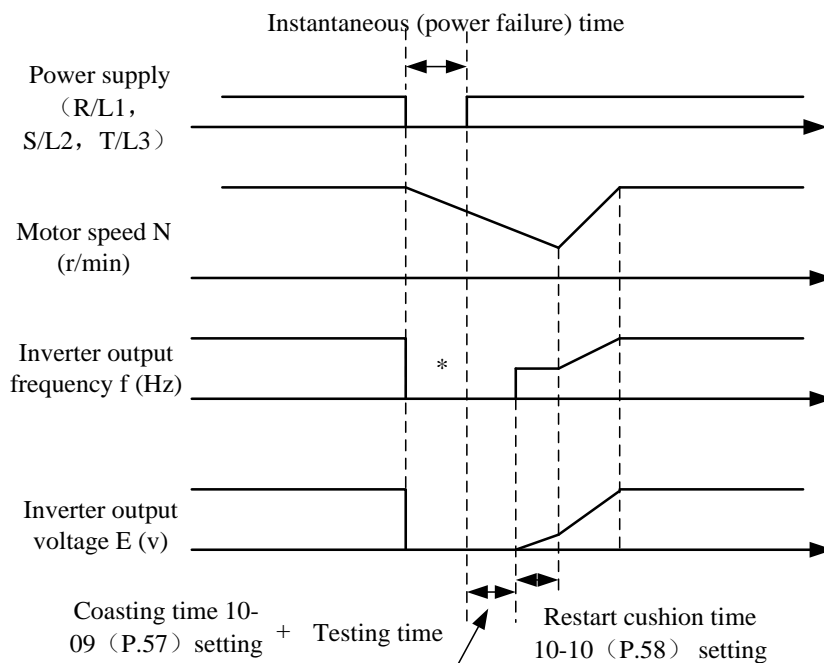 Instantaneous (power failure) time
Power supply
（R/L1，
S/L2，T/L3）
Motor speed N
(r/min)
Inverter output
frequency f (Hz)
*
Inverter output
voltage E (v)
Coasting time 10-
09（P.57）setting
+
Testing time
Restart cushion time
10-10（P.58） setting